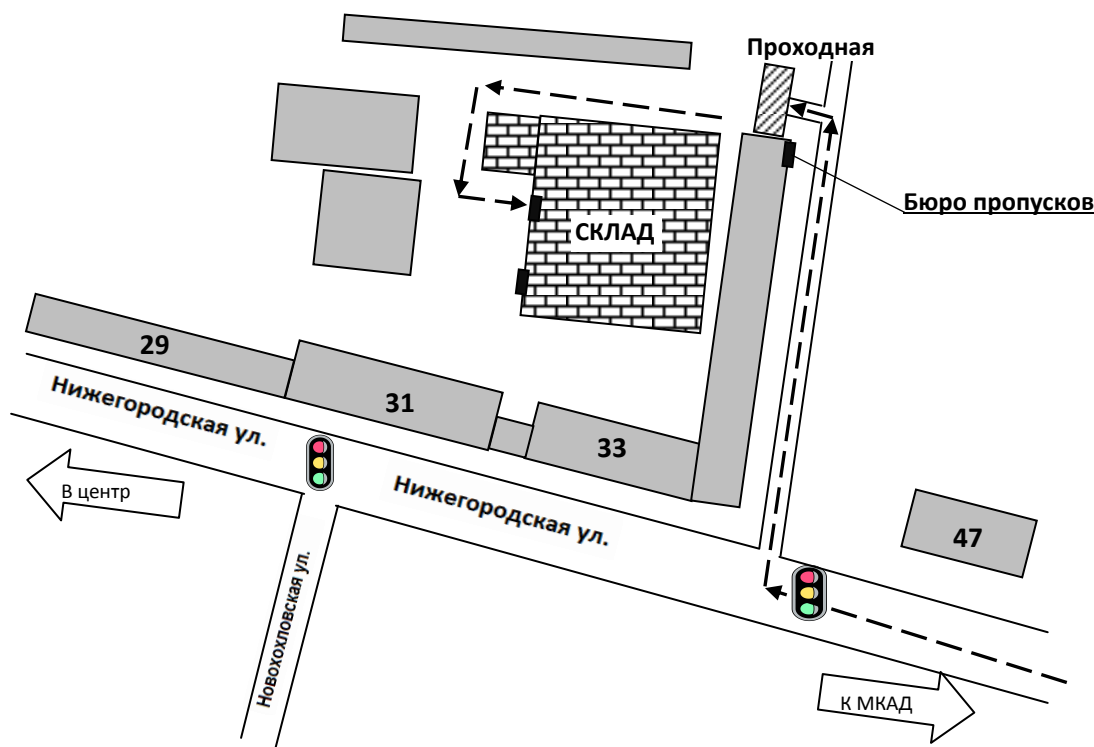 Проходная
Бюро пропусков
СКЛАД
29
Нижегородская ул.
31
33
В центр
Нижегородская ул.
47
Новохохловская ул.
К МКАД